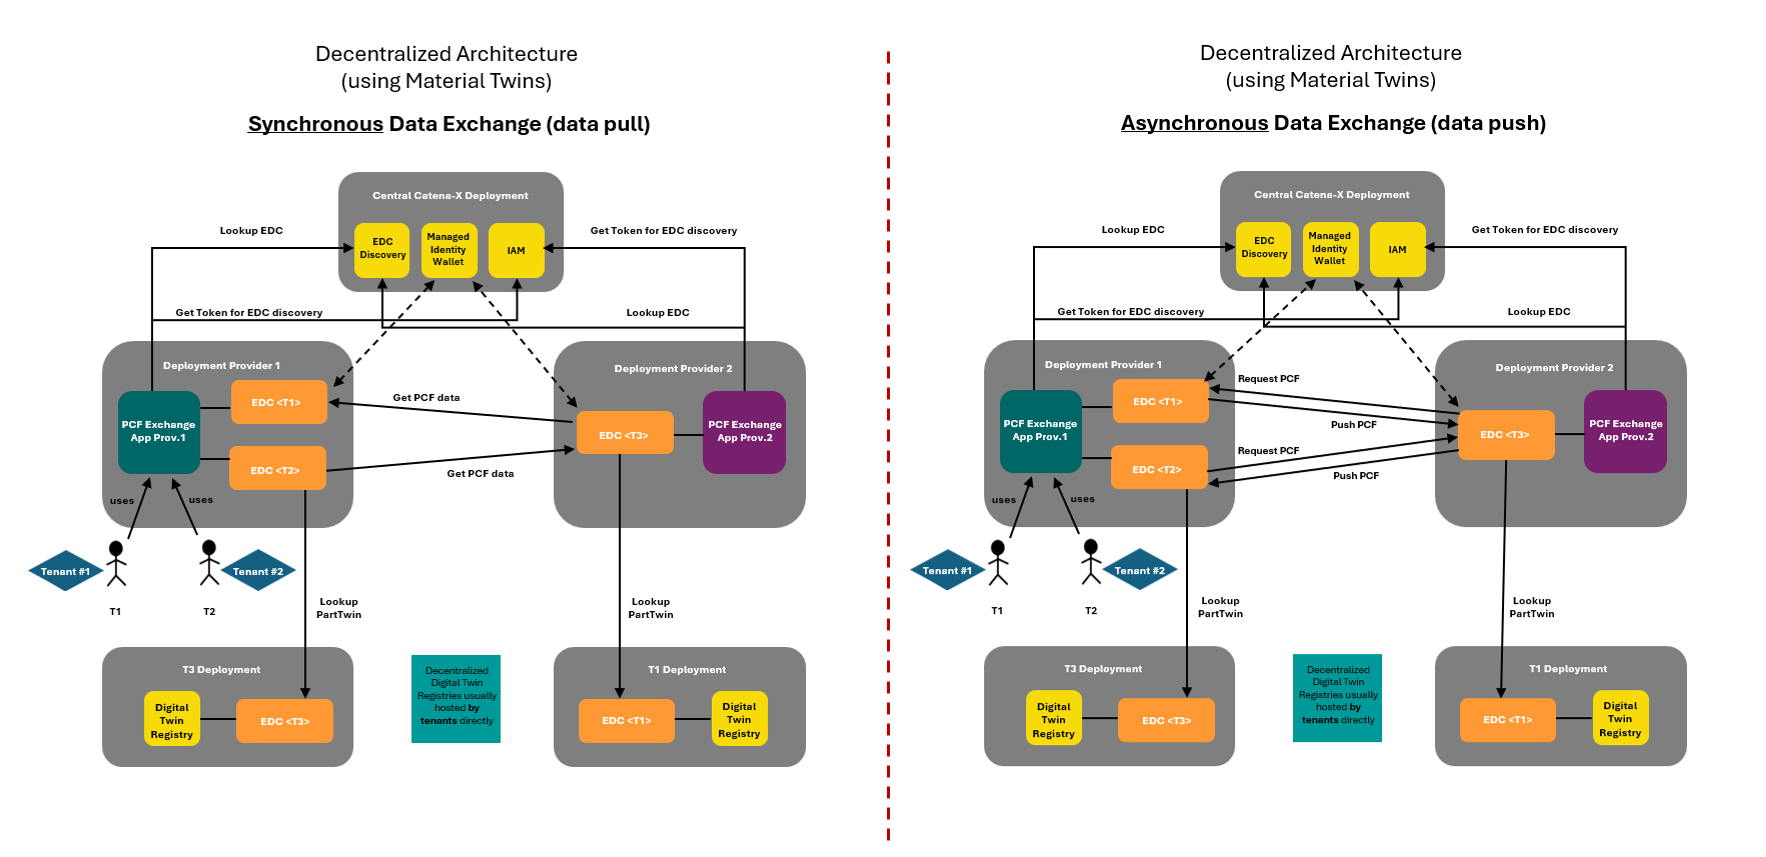 Decentralized Architecture
(using Material Twins)
Synchronous Data Exchange (data pull)
Central Catena-X Deployment
Lookup EDC
Get Token for EDC discovery
EDC
Discovery
Managed
Identity
Wallet
IAM
Get Token for EDC discovery
Lookup EDC
Deployment Provider 1
Deployment Provider 2
EDC <T1>
Get PCF data
PCF Exchange
App Prov.1
EDC <T3>
PCF Exchange
App Prov.2
EDC <T2>
Get PCF data
uses
uses
Tenant #1
Tenant #2
T1
T2
Lookup
PartTwin
Lookup
PartTwin
T3 Deployment
Digital
Twin
Registry
EDC <T3>
Decentralized
Digital Twin
Registries usually
hosted by
tenants directly
T1 Deployment
EDC <T1>
Digital
Twin
Registry
Decentralized Architecture
(using Material Twins)
Asynchronous Data Exchange (data push)
Central Catena-X Deployment
Lookup EDC
Get Token for EDC discovery
EDC
Discovery
Managed
Identity
Wallet
IAM
Get Token for EDC discovery
Lookup EDC
Deployment Provider 1
Deployment Provider 2
Request PCF
EDC <T1>
Push PCF
PCF Exchange
App Prov.1
EDC <T3>
PCF Exchange
App Prov.2
Request PCF
EDC <T2>
Push PCF
uses
uses
Tenant #1
Tenant #2
T1
T2
Lookup
PartTwin
Lookup
PartTwin
T3 Deployment
Digital
Twin
Registry
EDC <T3>
Decentralized
Digital Twin
Registries usually
hosted by
tenants directly
T1 Deployment
EDC <T1>
Digital
Twin
Registry